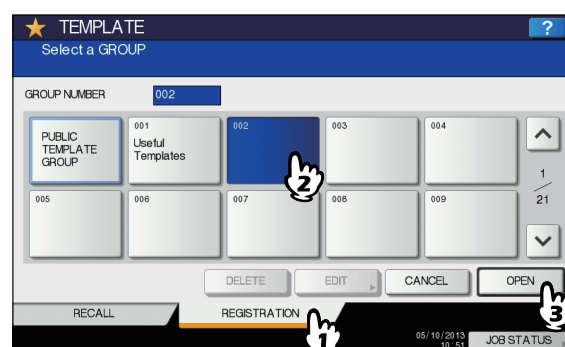 TEMPLATE
?
Select a GROUP
GROUP NUMBER 002
PUBLIC
TEMPLATE
GROUP
001
Useful
Templates
002
003
004
2
1
21
005
006
007
008
009
DELETE
EDIT
CANCEL
OPEN
RECALL
REGISTRATION
1
3
05/10/2013
10:51
JOB STATUS